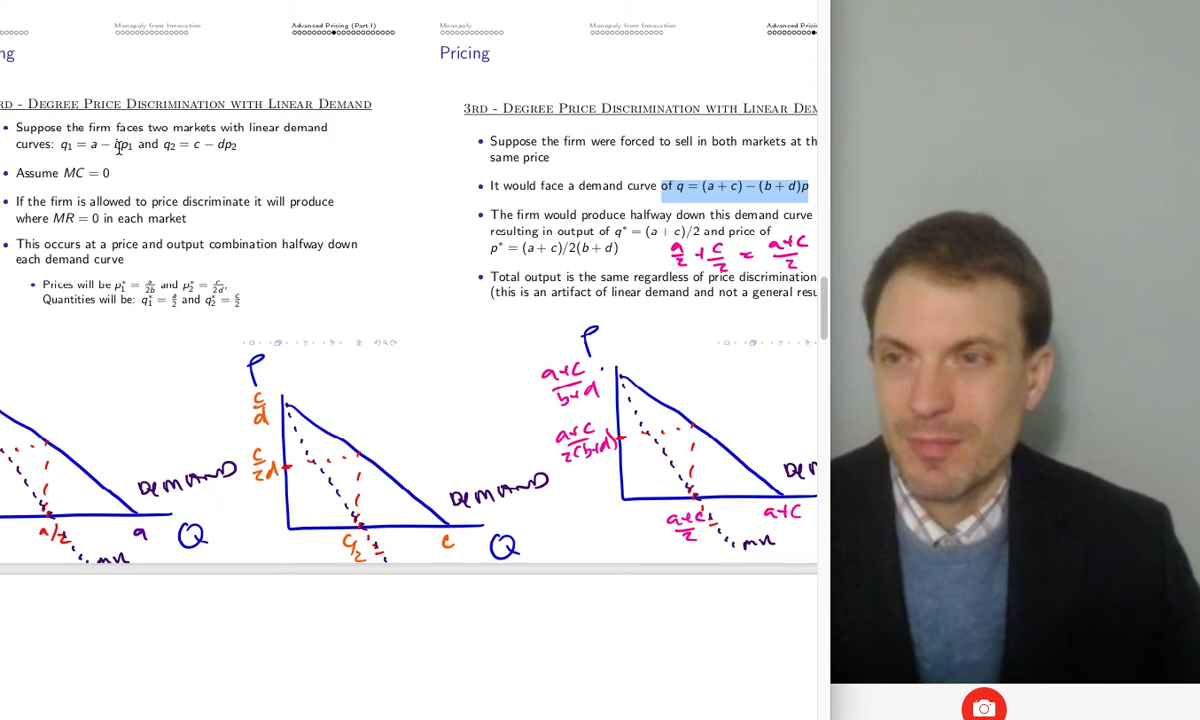 Monopoly from Innovation
Advanced Pricing (Part I)
ng
RD - DEGREE PRICE DISCRIMINATION WITH LINEAR DEMAND
• Suppose the firm faces two markets with linear demand
curves: q₁ = a − p₁ and q₂ = c − dp₂
• Assume MC = 0
• If the firm is allowed to price discriminate it will produce
where MR = 0 in each market
• This occurs at a price and output combination halfway down
each demand curve
• Prices will be p₁* = a/2b and p₂* = c/2d,
Quantities will be: q₁* = a/2 and q₂* = c/2
a/2
a
Q
DEMAND
MR
P
c/d
c/2d
DEMAND
c/2
c
Q
Monopoly
Monopoly from Innovation
Advanced Prici
Pricing
3RD - DEGREE PRICE DISCRIMINATION WITH LINEAR DEM
• Suppose the firm were forced to sell in both markets at th
same price
• It would face a demand curve of q = (a + c) − (b + d)p
• The firm would produce halfway down this demand curve
resulting in output of q* = (a + c)/2 and price of
p* = (a + c)/2(b + d)
a/2 + c/2 = a+c/2
• Total output is the same regardless of price discrimination
(this is an artifact of linear demand and not a general resu
P
a+c/b+d
a+c/2(b+d)
DEM
a+c/2
a+c
MR